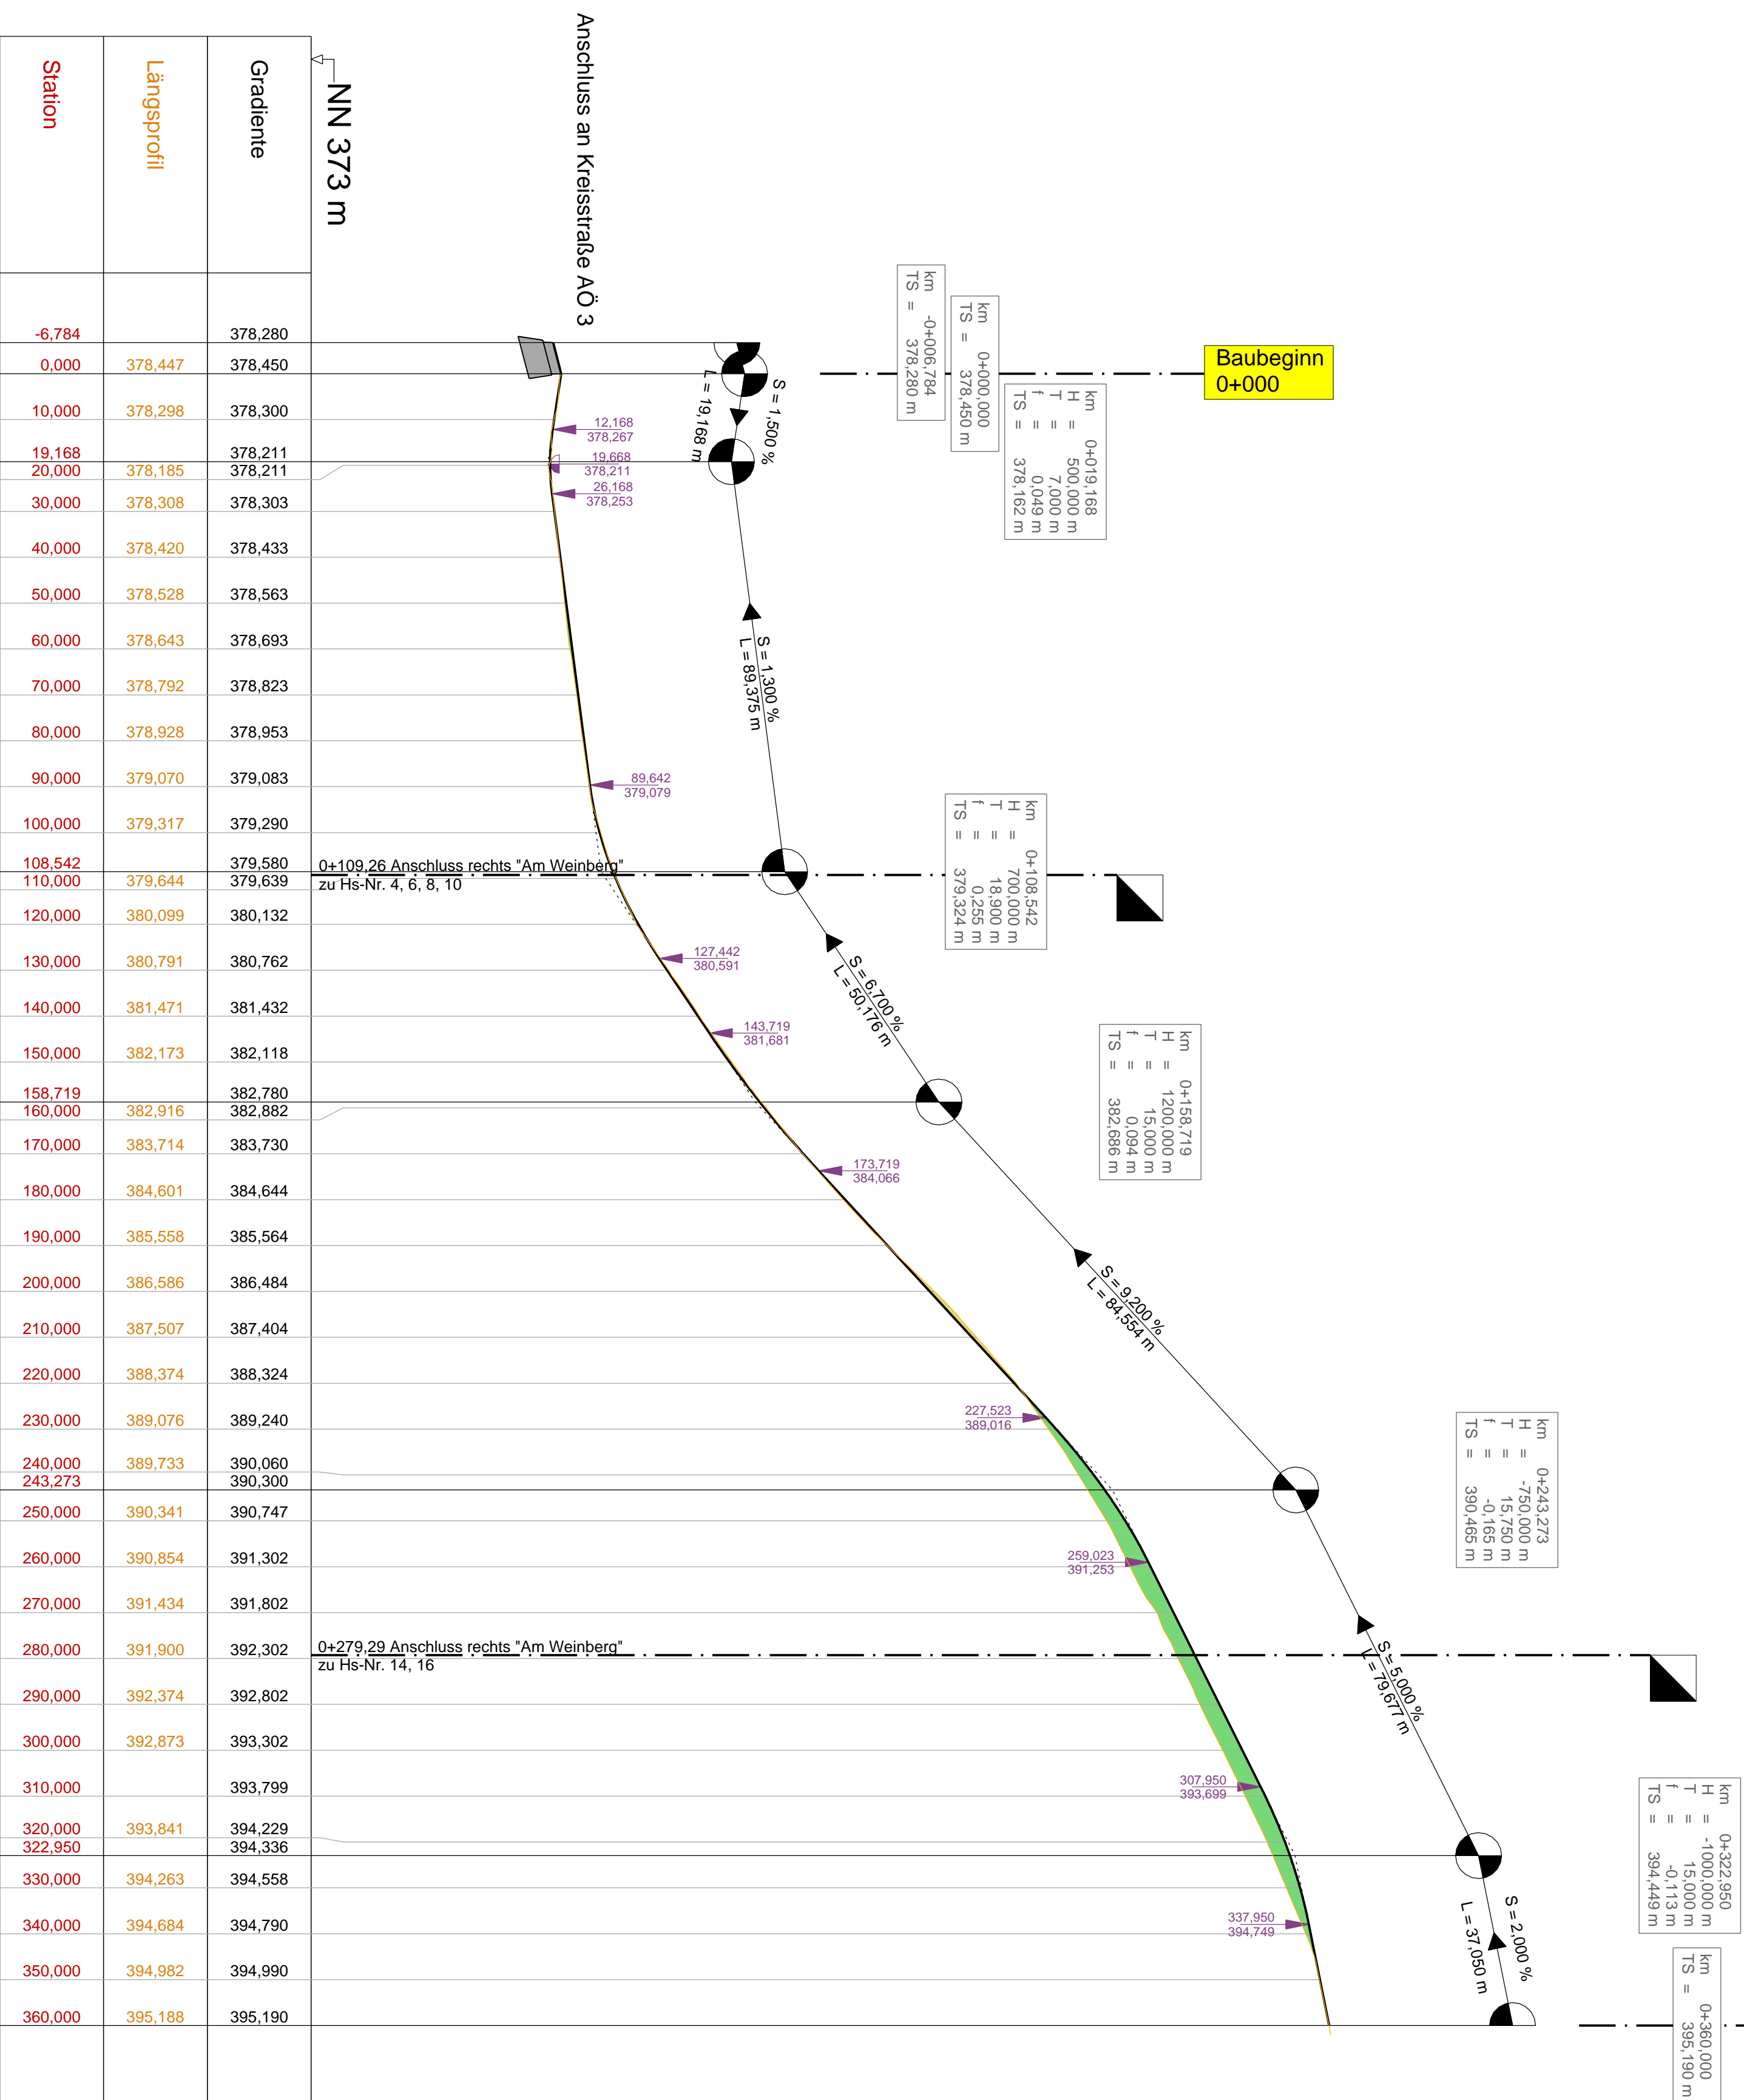 Anschluss an Kreisstraße AÖ 3
NN 373 m
Gradiente
Längsprofil
Station
-6,784 378,280
0,000 378,447 378,450
10,000 378,298 378,300
19,168 378,211
20,000 378,185 378,211
30,000 378,308 378,303
40,000 378,420 378,433
50,000 378,528 378,563
60,000 378,643 378,693
70,000 378,792 378,823
80,000 378,928 378,953
90,000 379,070 379,083
100,000 379,317 379,290
108,542 379,580
110,000 379,644 379,639
120,000 380,099 380,132
130,000 380,791 380,762
140,000 381,471 381,432
150,000 382,173 382,118
158,719 382,780
160,000 382,916 382,882
170,000 383,714 383,730
180,000 384,601 384,644
190,000 385,558 385,564
200,000 386,586 386,484
210,000 387,507 387,404
220,000 388,374 388,324
230,000 389,076 389,240
240,000 389,733 390,060
243,273 390,300
250,000 390,341 390,747
260,000 390,854 391,302
270,000 391,434 391,802
280,000 391,900 392,302
290,000 392,374 392,802
300,000 392,873 393,302
310,000 393,799
320,000 393,841 394,229
322,950 394,336
330,000 394,263 394,558
340,000 394,684 394,790
350,000 394,982 394,990
360,000 395,188 395,190
12,168
378,267
19,668
378,211
26,168
378,253
89,642
379,079
0+109,26 Anschluss rechts "Am Weinberg"
zu Hs-Nr. 4, 6, 8, 10
127,442
380,591
143,719
381,681
173,719
384,066
227,523
389,016
259,023
391,253
0+279,29 Anschluss rechts "Am Weinberg"
zu Hs-Nr. 14, 16
307,950
393,699
337,950
394,749
S = 1,500 %
L = 19,168 m
S = 1,300 %
L = 89,375 m
S = 6,700 %
L = 50,176 m
S = 9,200 %
L = 84,554 m
S = 5,000 %
L = 79,677 m
S = 2,000 %
L = 37,050 m
Baubeginn
0+000
km -0+006,784
TS = 378,280 m
km 0+000,000
TS = 378,450 m
km 0+019,168
H = 500,000 m
T = 7,000 m
f = 0,049 m
TS = 378,162 m
km 0+108,542
H = 700,000 m
T = 18,900 m
f = 0,255 m
TS = 379,324 m
km 0+158,719
H = 1200,000 m
T = 15,000 m
f = 0,094 m
TS = 382,686 m
km 0+243,273
H = -750,000 m
T = 15,750 m
f = -0,165 m
TS = 390,465 m
km 0+322,950
H = -1000,000 m
T = 15,000 m
f = -0,113 m
TS = 394,449 m
km 0+360,000
TS = 395,190 m